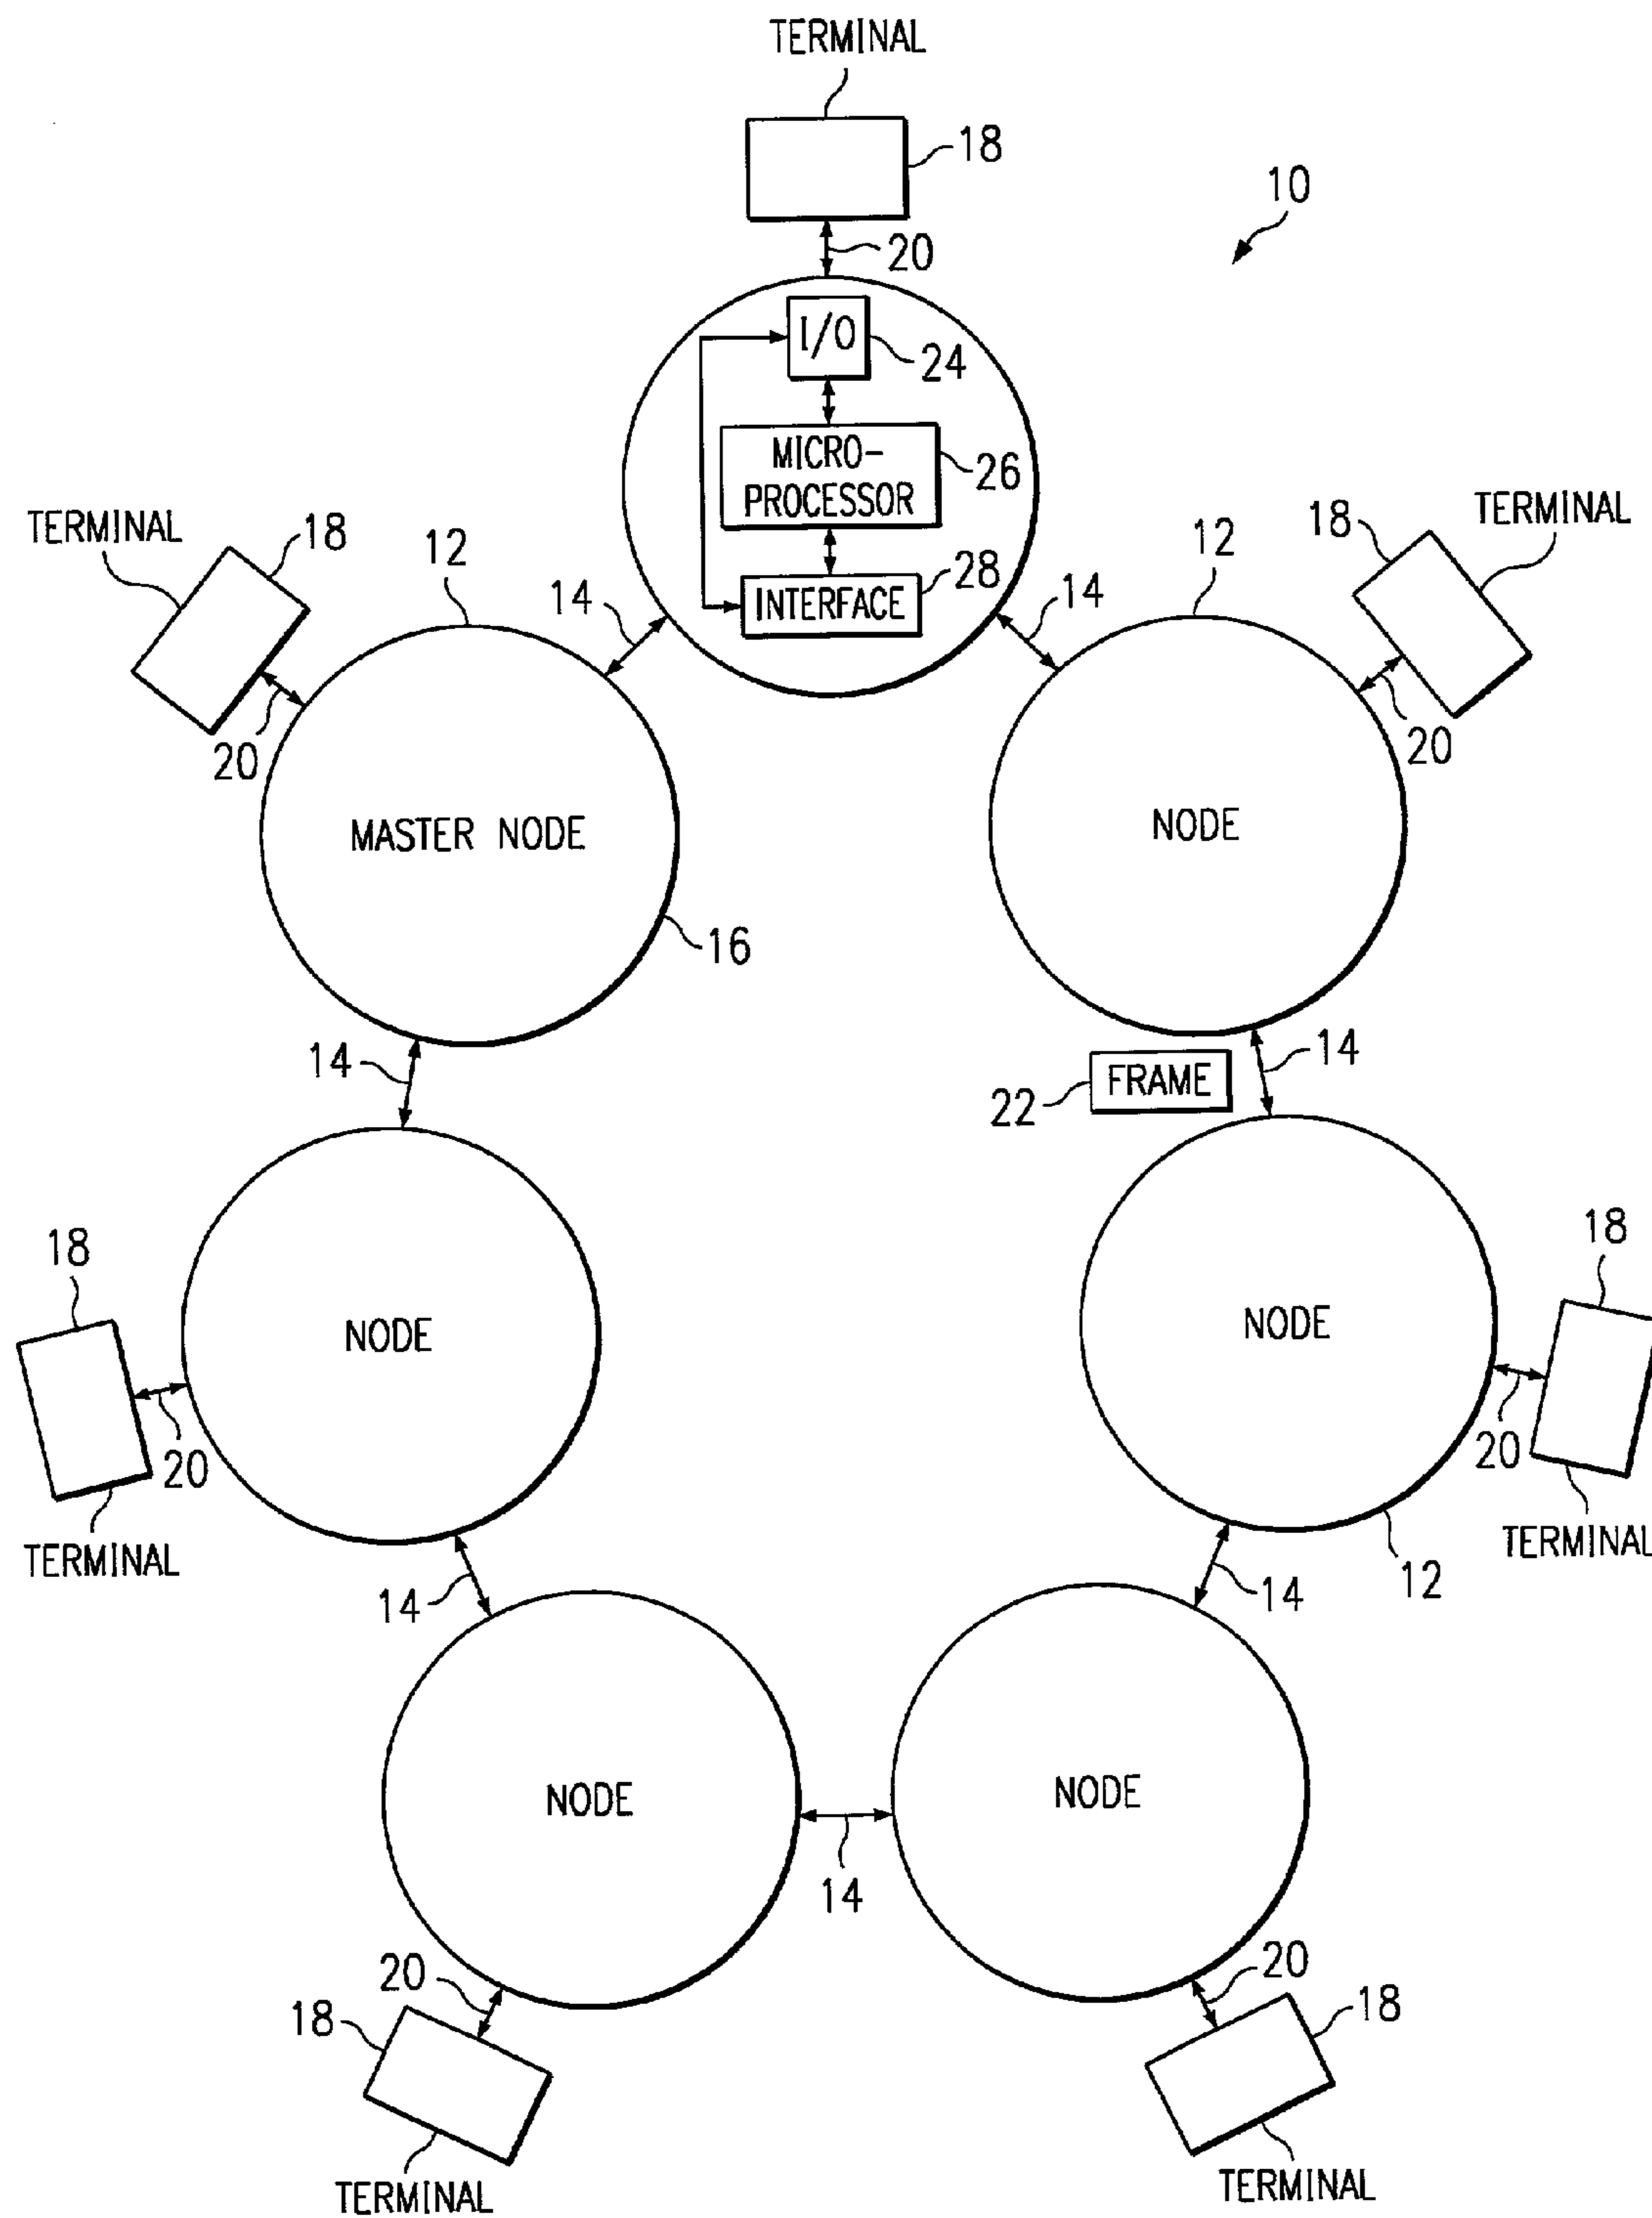 TERMINAL
18
10
20
I/O
24
MICRO-
PROCESSOR
26
INTERFACE
28
TERMINAL
18
12
14
20
MASTER NODE
16
14
12
18
TERMINAL
20
NODE
14
14
22
FRAME
18
NODE
20
TERMINAL
NODE
18
20
TERMINAL
12
14
14
NODE
NODE
14
20
18
TERMINAL
20
18
TERMINAL